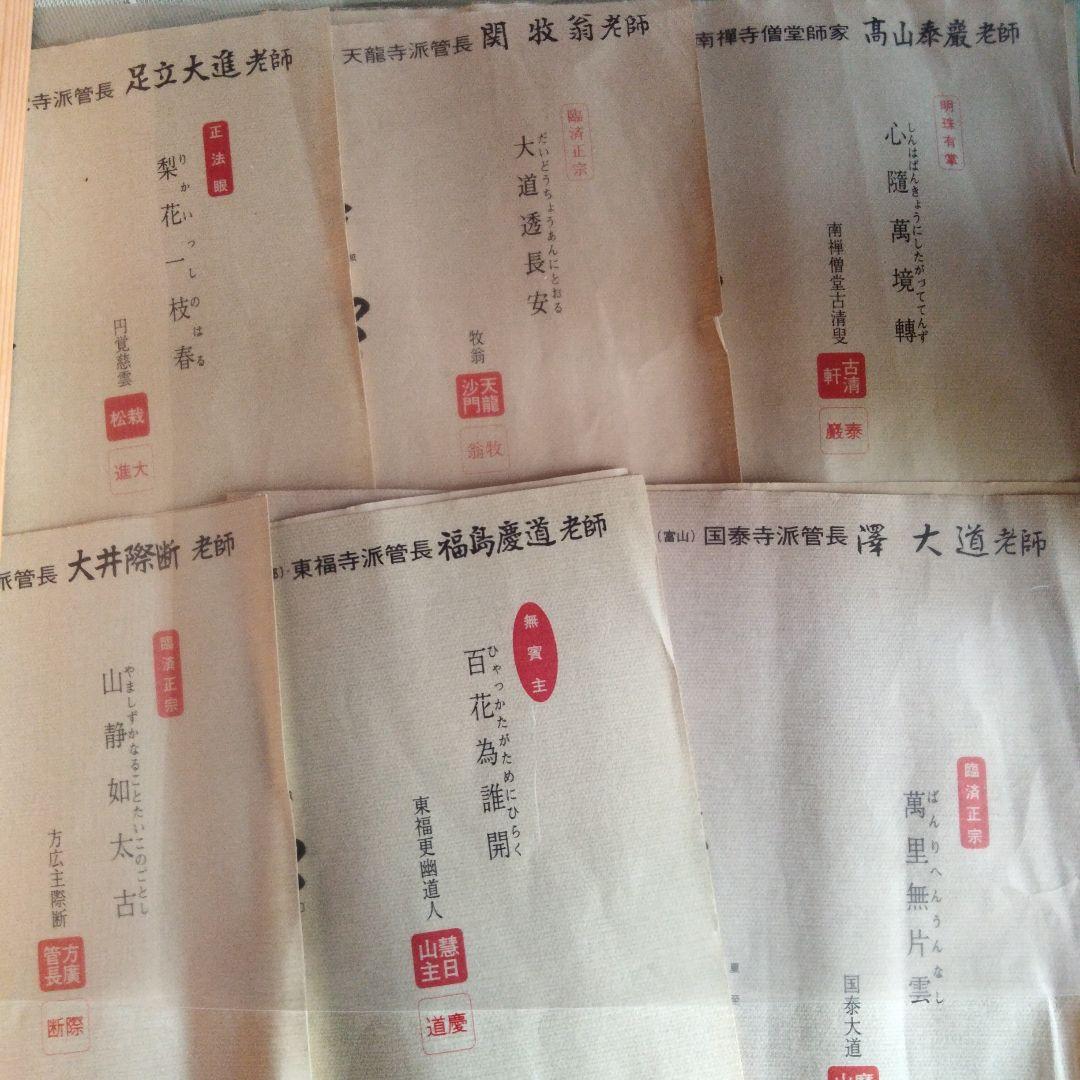 寺派管長 足立大進老師
正法眼
梨花一枝春
りかいっしのはる
円覚慈雲
栽松
大進
天龍寺派管長 関 牧翁老師
臨済正宗
大道透長安
だいどうちょうあんにとおる
牧翁
天龍沙門
牧翁
南禅寺僧堂師家 高山泰巖老師
明珠有掌
心隨萬境轉
しんはばんきょうにしたがっててんず
南禅僧堂古清叟
古清軒
泰巖
派管長 大井際断 老師
臨済正宗
山静如太古
やましずかなることたいこのごとし
方広主際断
方廣管長
際断
東福寺派管長 福島慶道老師
無賓主
百花為誰開
ひゃっかたがためにひらく
東福更幽道人
慧日山主
慶道
(富山) 国泰寺派管長 澤 大道老師
臨済正宗
萬里無片雲
ばんりへんうんなし
国泰大道